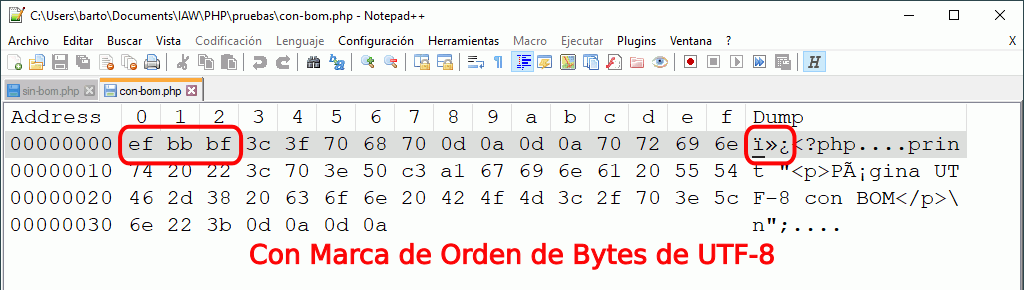 C:\Users\barto\Documents\IAW\PHP\pruebas\con-bom.php - Notepad++
Archivo Editar Buscar Vista Codificación Lenguaje Configuración Herramientas Macro Ejecutar Plugins Ventana ? X
sin-bom.php con-bom.php
Address 0 1 2 3 4 5 6 7 8 9 a b c d e f Dump
00000000 ef bb bf 3c 3f 70 68 70 0d 0a 0d 0a 70 72 69 6e ï»¿<?php....prin
00000010 74 20 22 3c 70 3e 50 c3 a1 67 69 6e 61 20 55 54 t "<p>PÃ¡gina UT
00000020 46 2d 38 20 63 6f 6e 20 42 4f 4d 3c 2f 70 3e 5c F-8 con BOM</p>\
00000030 6e 22 3b 0d 0a 0d 0a n";....
Con Marca de Orden de Bytes de UTF-8